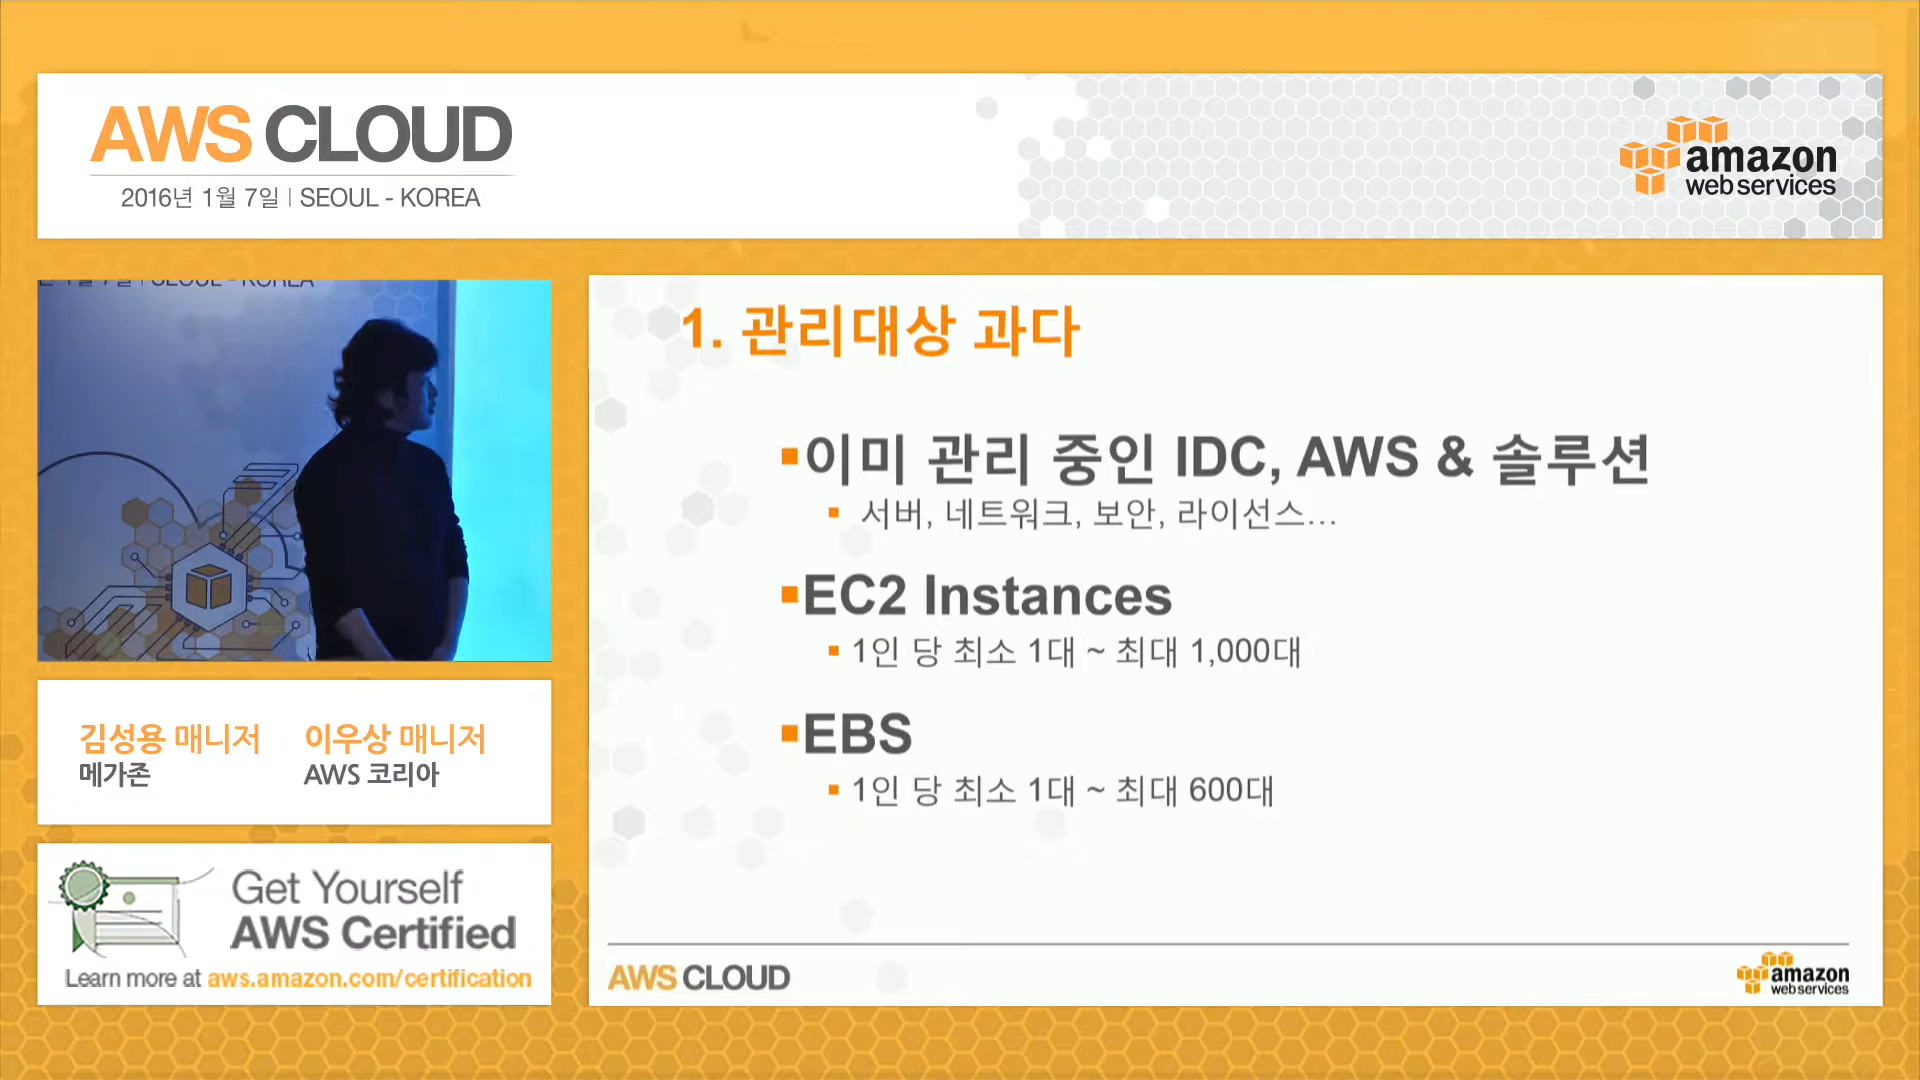 AWS CLOUD
2016년 1월 7일 | SEOUL - KOREA
amazon
web services
SEOUL - KOREA
김성용 매니저
메가존
이우상 매니저
AWS 코리아
Get Yourself
AWS Certified
Learn more at aws.amazon.com/certification
1. 관리대상 과다
이미 관리 중인 IDC, AWS & 솔루션
서버, 네트워크, 보안, 라이선스...
EC2 Instances
1인 당 최소 1대 ~ 최대 1,000대
EBS
1인 당 최소 1대 ~ 최대 600대
AWS CLOUD
amazon
web services